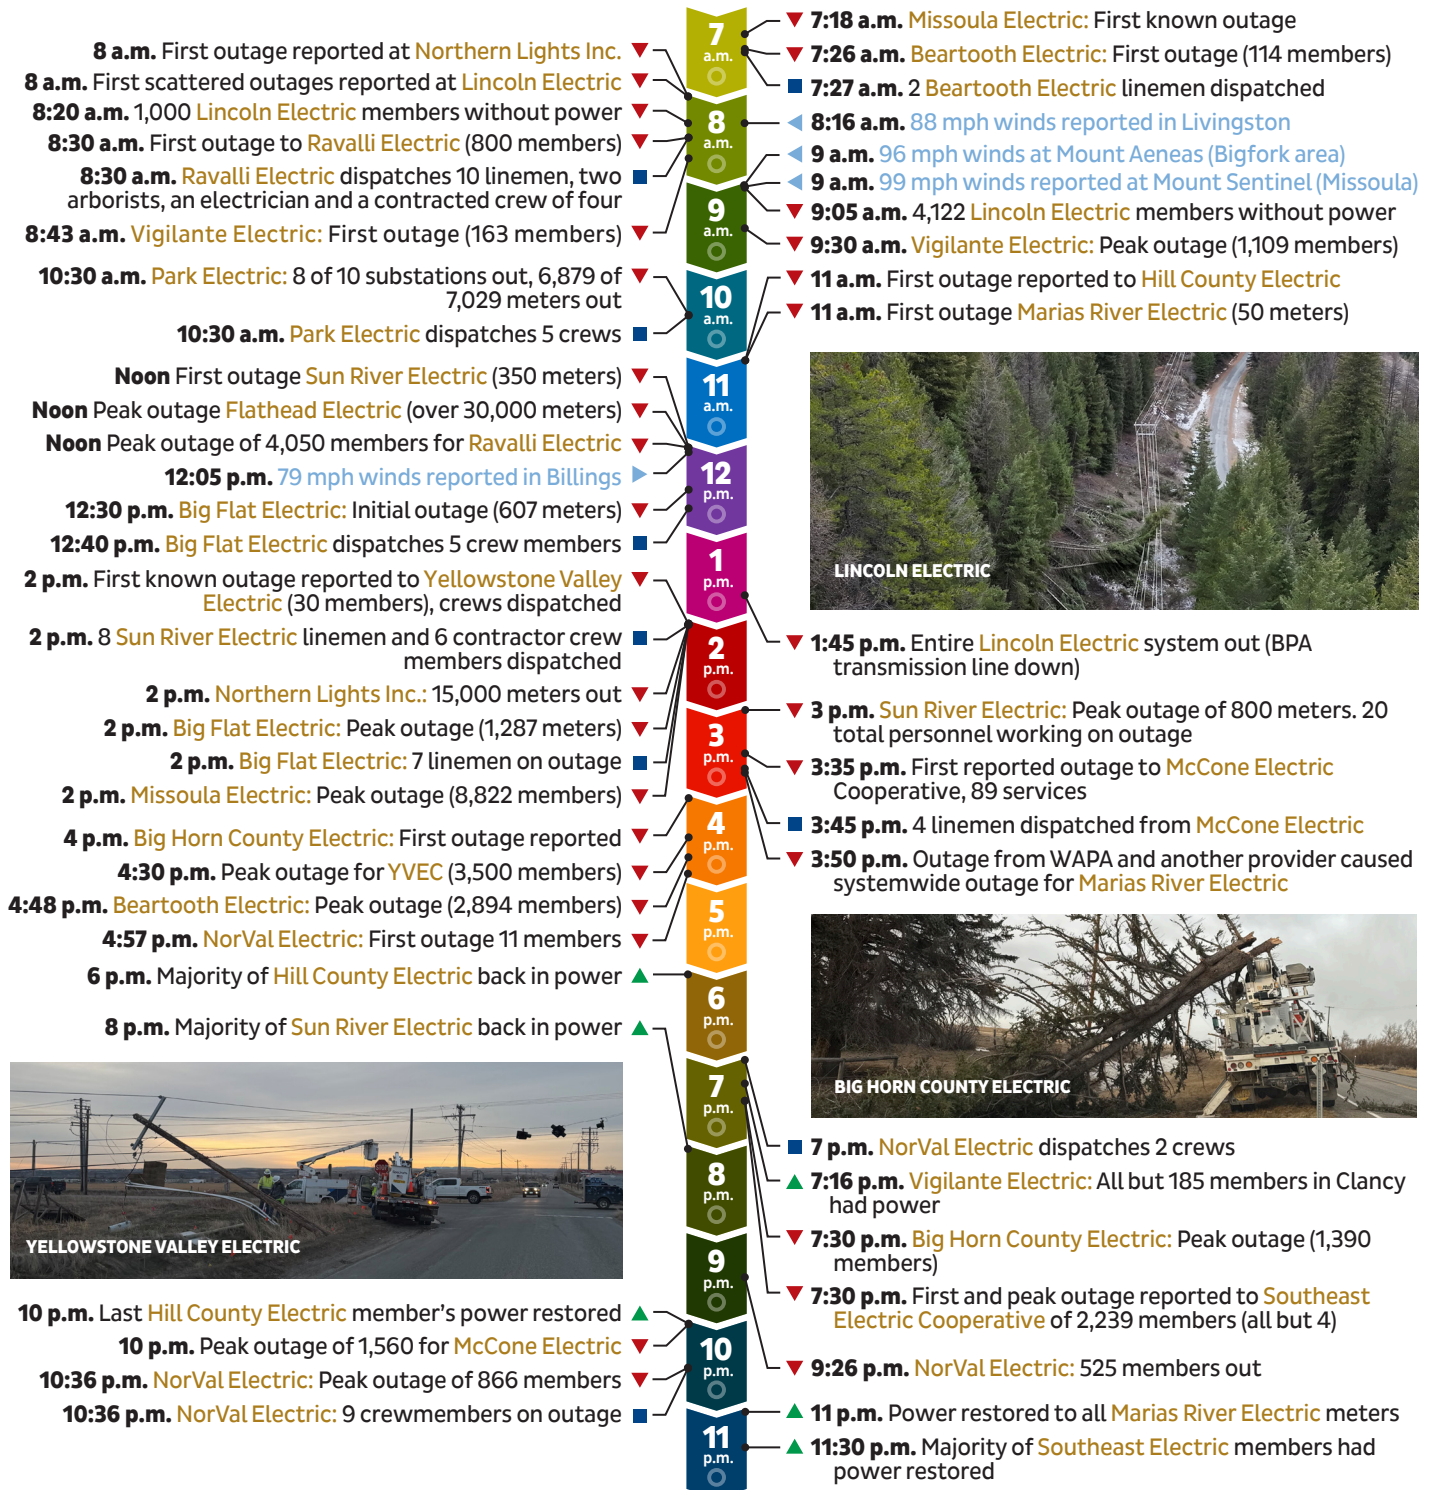 7
a.m.
7:18 a.m. Missoula Electric: First known outage
7:26 a.m. Beartooth Electric: First outage (114 members)
7:27 a.m. 2 Beartooth Electric linemen dispatched
8 a.m. First outage reported at Northern Lights Inc.
8 a.m. First scattered outages reported at Lincoln Electric
8:20 a.m. 1,000 Lincoln Electric members without power
8:30 a.m. First outage to Ravalli Electric (800 members)
8:30 a.m. Ravalli Electric dispatches 10 linemen, two
arborists, an electrician and a contracted crew of four
8:43 a.m. Vigilante Electric: First outage (163 members)
8
a.m.
8:16 a.m. 88 mph winds reported in Livingston
9 a.m. 96 mph winds at Mount Aeneas (Bigfork area)
9 a.m. 99 mph winds reported at Mount Sentinel (Missoula)
9:05 a.m. 4,122 Lincoln Electric members without power
9:30 a.m. Vigilante Electric: Peak outage (1,109 members)
9
a.m.
10:30 a.m. Park Electric: 8 of 10 substations out, 6,879 of
7,029 meters out
10:30 a.m. Park Electric dispatches 5 crews
10
a.m.
11 a.m. First outage reported to Hill County Electric
11 a.m. First outage Marias River Electric (50 meters)
11
a.m.
Noon First outage Sun River Electric (350 meters)
Noon Peak outage Flathead Electric (over 30,000 meters)
Noon Peak outage of 4,050 members for Ravalli Electric
12:05 p.m. 79 mph winds reported in Billings
12:30 p.m. Big Flat Electric: Initial outage (607 meters)
12:40 p.m. Big Flat Electric dispatches 5 crew members
12
p.m.
LINCOLN ELECTRIC
1
p.m.
1:45 p.m. Entire Lincoln Electric system out (BPA
transmission line down)
2 p.m. First known outage reported to Yellowstone Valley
Electric (30 members), crews dispatched
2 p.m. 8 Sun River Electric linemen and 6 contractor crew
members dispatched
2 p.m. Northern Lights Inc.: 15,000 meters out
2 p.m. Big Flat Electric: Peak outage (1,287 meters)
2 p.m. Big Flat Electric: 7 linemen on outage
2 p.m. Missoula Electric: Peak outage (8,822 members)
2
p.m.
3 p.m. Sun River Electric: Peak outage of 800 meters. 20
total personnel working on outage
3:35 p.m. First reported outage to McCone Electric
Cooperative, 89 services
3:45 p.m. 4 linemen dispatched from McCone Electric
3:50 p.m. Outage from WAPA and another provider caused
systemwide outage for Marias River Electric
3
p.m.
4 p.m. Big Horn County Electric: First outage reported
4:30 p.m. Peak outage for YVEC (3,500 members)
4:48 p.m. Beartooth Electric: Peak outage (2,894 members)
4:57 p.m. NorVal Electric: First outage 11 members
4
p.m.
5
p.m.
6 p.m. Majority of Hill County Electric back in power
8 p.m. Majority of Sun River Electric back in power
6
p.m.
BIG HORN COUNTY ELECTRIC
7
p.m.
7 p.m. NorVal Electric dispatches 2 crews
7:16 p.m. Vigilante Electric: All but 185 members in Clancy
had power
7:30 p.m. Big Horn County Electric: Peak outage (1,390
members)
7:30 p.m. First and peak outage reported to Southeast
Electric Cooperative of 2,239 members (all but 4)
8
p.m.
YELLOWSTONE VALLEY ELECTRIC
9
p.m.
9:26 p.m. NorVal Electric: 525 members out
10 p.m. Last Hill County Electric member's power restored
10 p.m. Peak outage of 1,560 for McCone Electric
10:36 p.m. NorVal Electric: Peak outage of 866 members
10:36 p.m. NorVal Electric: 9 crewmembers on outage
10
p.m.
11 p.m. Power restored to all Marias River Electric meters
11:30 p.m. Majority of Southeast Electric members had
power restored
11
p.m.